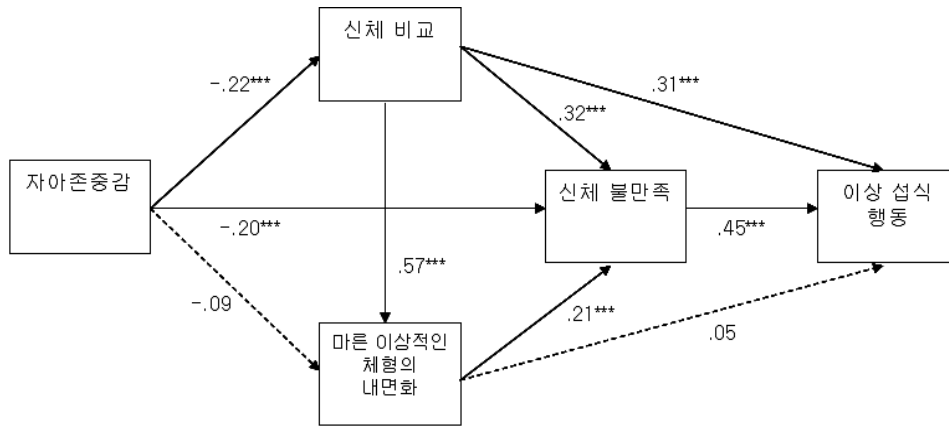 신체 비교
-.22***
.31***
.32***
자아존중감
신체 불만족
이상 섭식
행동
-.20***
.45***
.57***
-.09
.21***
.05
마른 이상적인
체형의
내면화